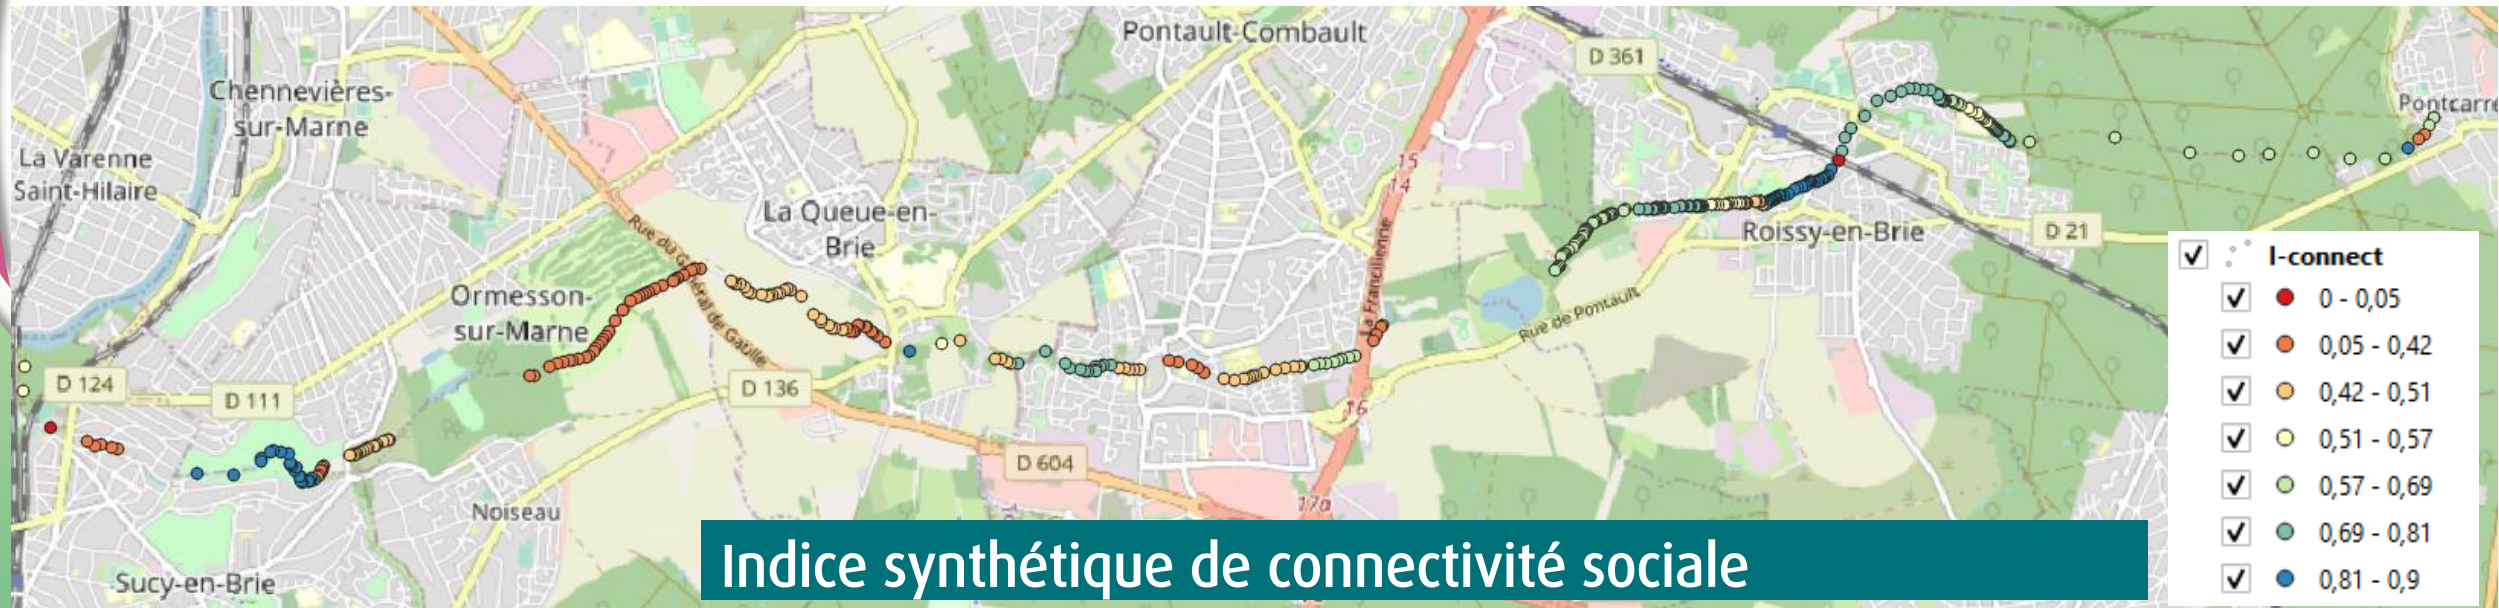 Pontault-Combault
D 361
Chennevières-
sur-Marne
La Varenne
Saint-Hilaire
Pontcarre
15
14
Rue du Général de Gaulle
La Queue-en-
Brie
La Francilienne
Roissy-en-Brie
D 21
Ormesson-
sur-Marne
Rue de Pontault
D 124
D 111
D 136
16
D 604
17a
Noiseau
Sucy-en-Brie
Indice synthétique de connectivité sociale
I-connect
0 - 0,05
0,05 - 0,42
0,42 - 0,51
0,51 - 0,57
0,57 - 0,69
0,69 - 0,81
0,81 - 0,9